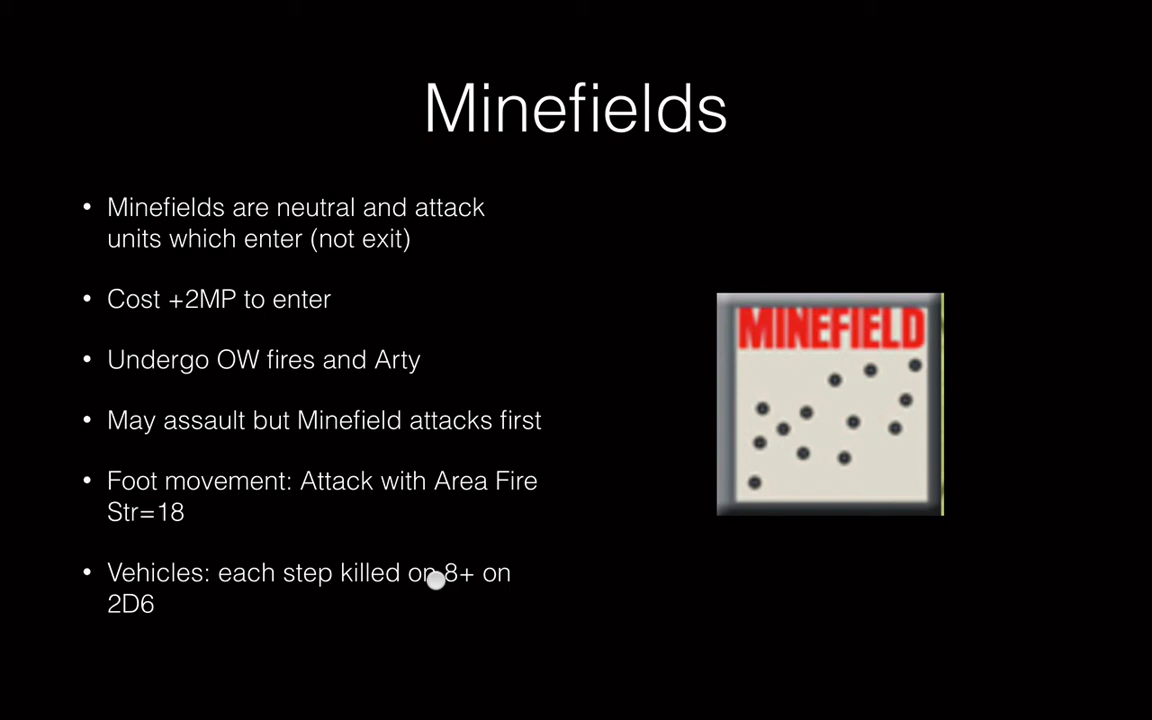 Minefields
• Minefields are neutral and attack
units which enter (not exit)
• Cost +2MP to enter
• Undergo OW fires and Arty
• May assault but Minefield attacks first
• Foot movement: Attack with Area Fire
Str=18
• Vehicles: each step killed on 8+ on
2D6
MINEFIELD